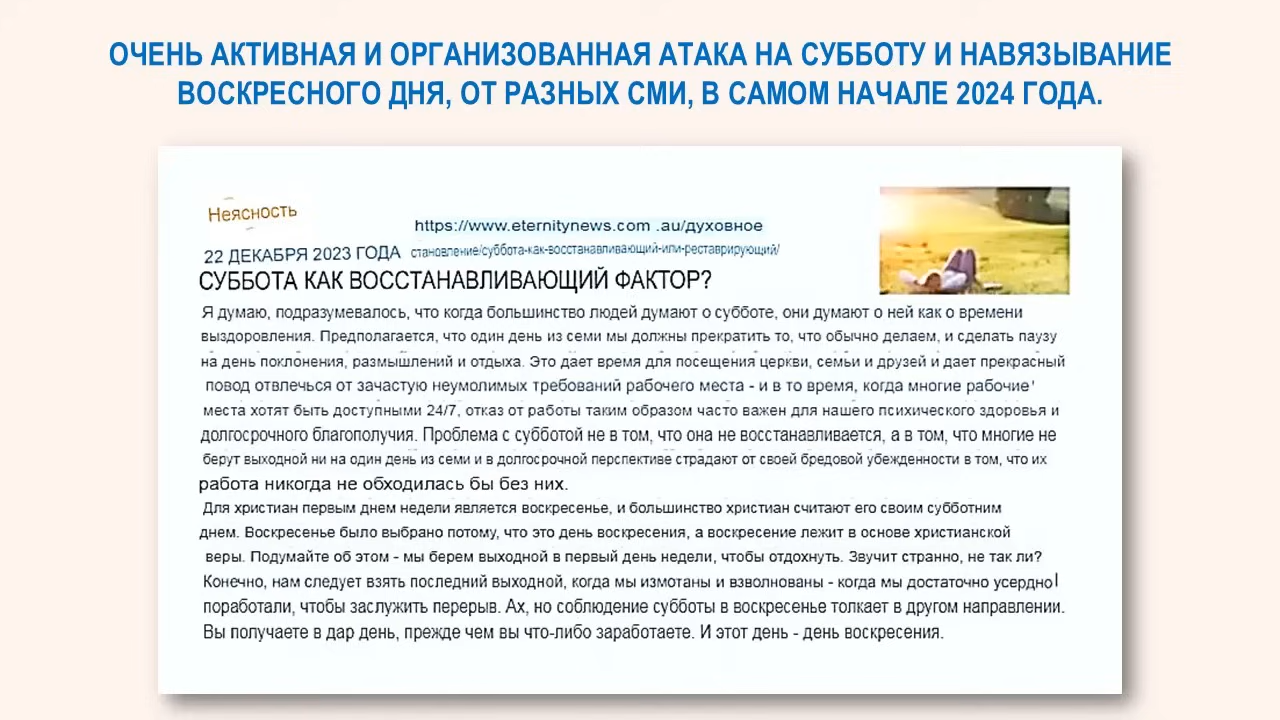 ОЧЕНЬ АКТИВНАЯ И ОРГАНИЗОВАННАЯ АТАКА НА СУББОТУ И НАВЯЗЫВАНИЕ
ВОСКРЕСНОГО ДНЯ, ОТ РАЗНЫХ СМИ, В САМОМ НАЧАЛЕ 2024 ГОДА.
Неясность
https://www.eternitynews.com .au/духовное
22 ДЕКАБРЯ 2023 ГОДА становление/суббота-как-восстанавливающий-или-реставрирующий/
СУББОТА КАК ВОССТАНАВЛИВАЮЩИЙ ФАКТОР?
Я думаю, подразумевалось, что когда большинство людей думают о субботе, они думают о ней как о времени
выздоровления. Предполагается, что один день из семи мы должны прекратить то, что обычно делаем, и сделать паузу
на день поклонения, размышлений и отдыха. Это дает время для посещения церкви, семьи и друзей и дает прекрасный
повод отвлечься от зачастую неумолимых требований рабочего места - и в то время, когда многие рабочие'
места хотят быть доступными 24/7, отказ от работы таким образом часто важен для нашего психического здоровья и
долгосрочного благополучия. Проблема с субботой не в том, что она не восстанавливается, а в том, что многие не
берут выходной ни на один день из семи и в долгосрочной перспективе страдают от своей бредовой убежденности в том, что их
работа никогда не обходилась бы без них.
Для христиан первым днем недели является воскресенье, и большинство христиан считают его своим субботним
днем. Воскресенье было выбрано потому, что это день воскресения, а воскресение лежит в основе христианской
веры. Подумайте об этом - мы берем выходной в первый день недели, чтобы отдохнуть. Звучит странно, не так ли?
Конечно, нам следует взять последний выходной, когда мы измотаны и взволнованы - когда мы достаточно усердно
поработали, чтобы заслужить перерыв. Ах, но соблюдение субботы в воскресенье толкает в другом направлении.
Вы получаете в дар день, прежде чем вы что-либо заработаете. И этот день - день воскресения.